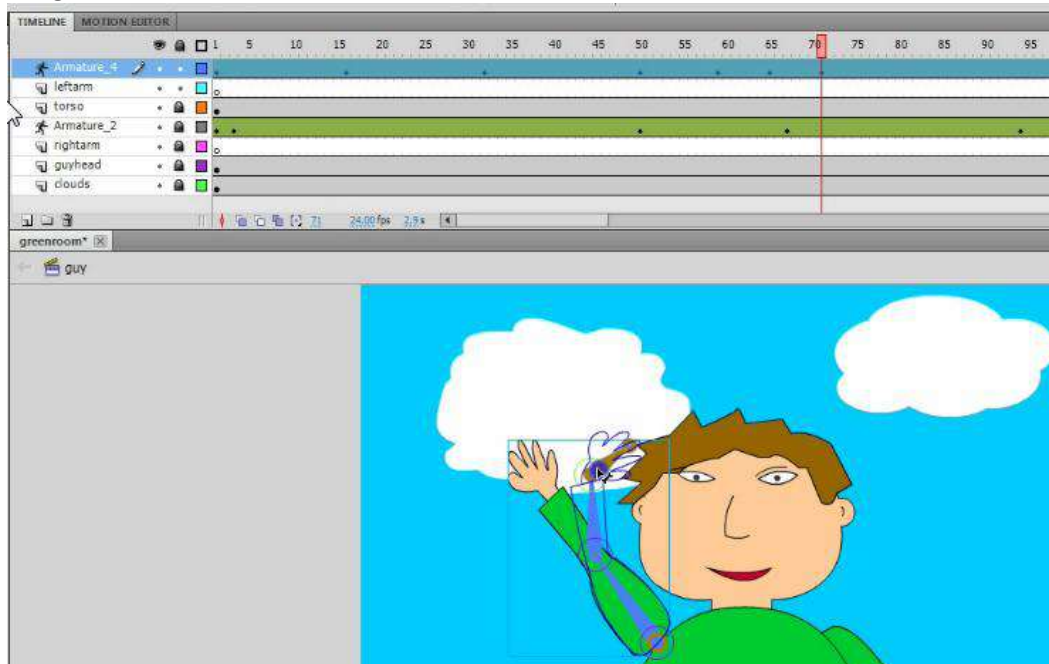 TIMELINE MOTION EDITOR
1 5 10 15 20 25 30 35 40 45 50 55 60 65 70 75 80 85 90 95
Armature_4
leftarm
torso
Armature_2
rightarm
guyhead
clouds
71 24.00 fps 2.9 s
greenroom*
guy